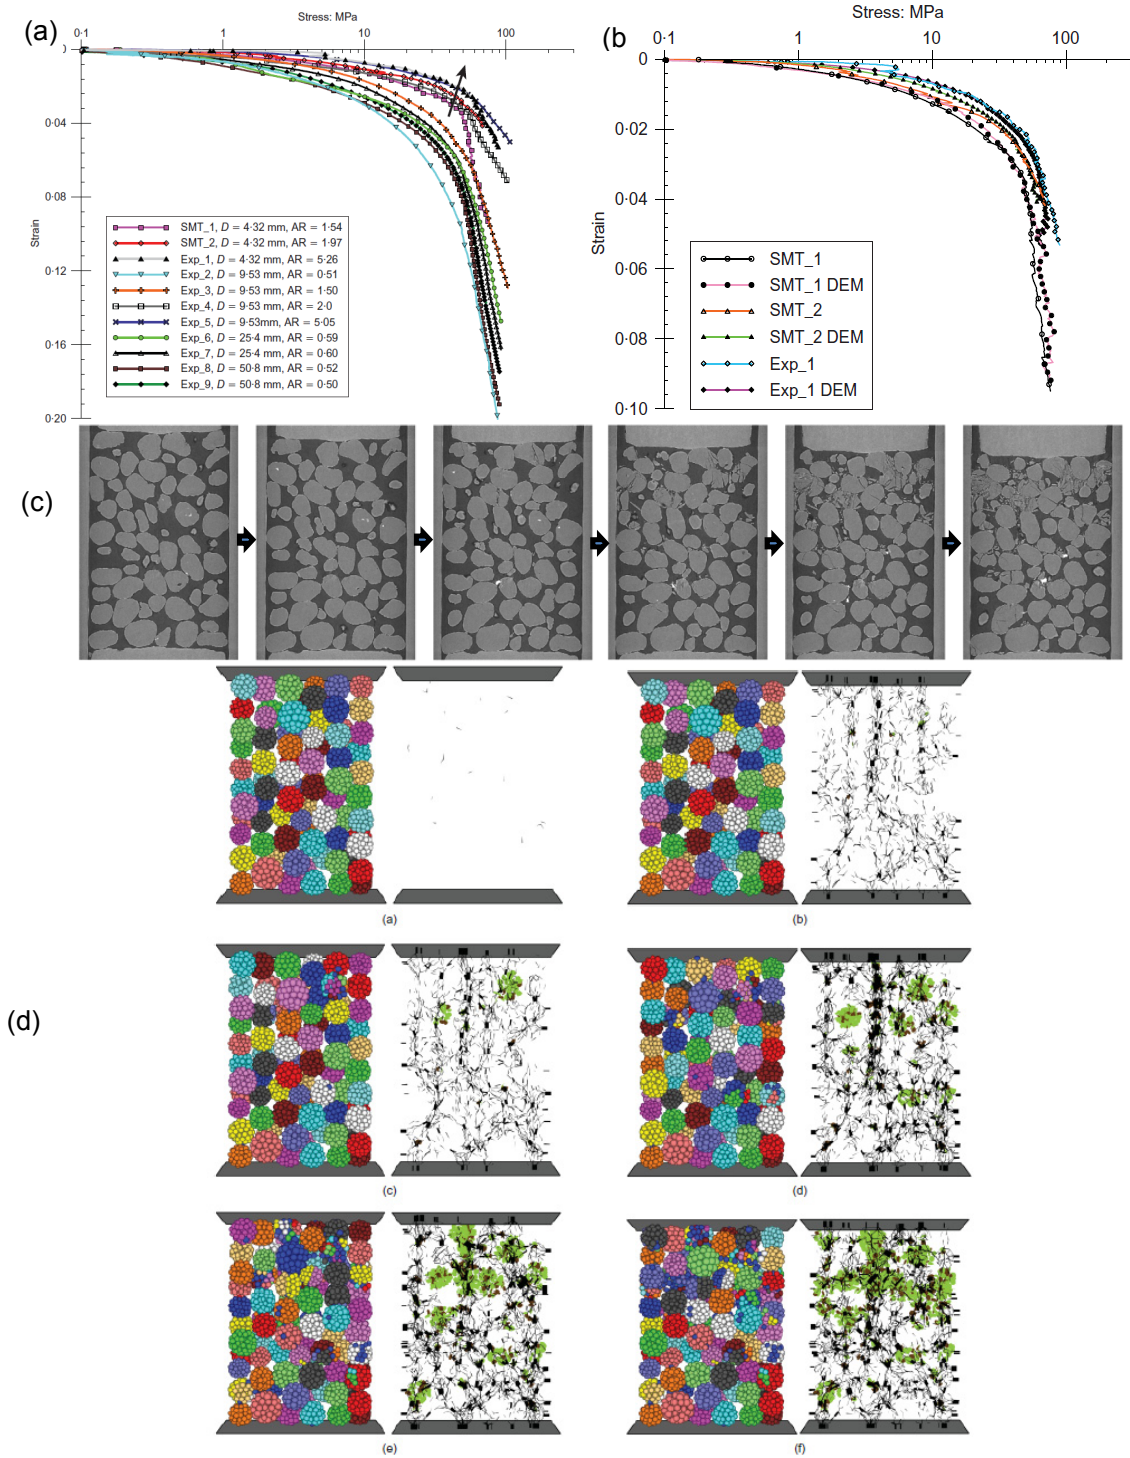 (a)
Stress: MPa
0·1
1
10
100
0
0·04
0·08
0·12
0·16
0·20
Strain
SMT_1, D = 4·32 mm, AR = 1·54
SMT_2, D = 4·32 mm, AR = 1·97
Exp_1, D = 4·32 mm, AR = 5·26
Exp_2, D = 9·53 mm, AR = 0·51
Exp_3, D = 9·53 mm, AR = 1·50
Exp_4, D = 9·53 mm, AR = 2·0
Exp_5, D = 9·53mm, AR = 5·05
Exp_6, D = 25·4 mm, AR = 0·59
Exp_7, D = 25·4 mm, AR = 0·60
Exp_8, D = 50·8 mm, AR = 0·52
Exp_9, D = 50·8 mm, AR = 0·50
(b
Stress: MPa
0·1
1
10
100
0
0·02
0·04
0·06
0·08
0·10
Strain
SMT_1
SMT_1 DEM
SMT_2
SMT_2 DEM
Exp_1
Exp_1 DEM
(c)
(d)
(a)
(b)
(c)
(d)
(e)
(f)